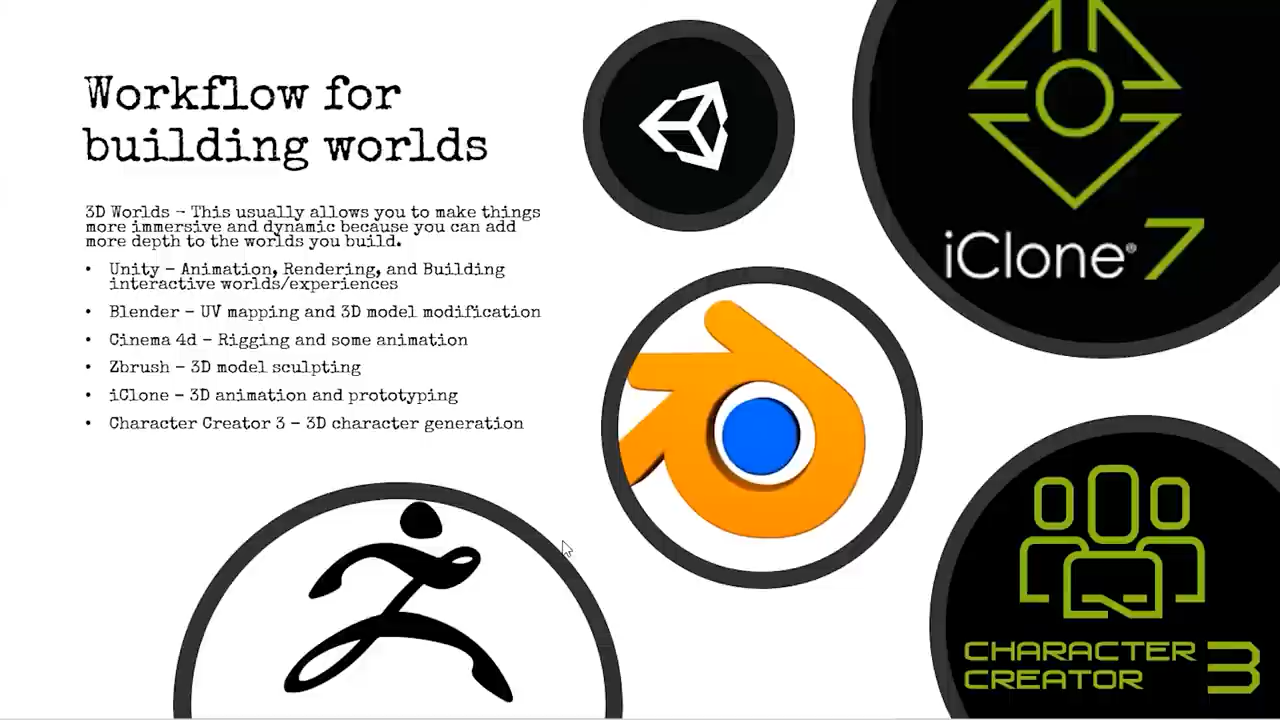 Workflow for
building worlds
3D Worlds – This usually allows you to make things
more immersive and dynamic because you can add
more depth to the worlds you build.
• Unity – Animation, Rendering, and Building
interactive worlds/experiences
• Blender – UV mapping and 3D model modification
• Cinema 4d – Rigging and some animation
• Zbrush – 3D model sculpting
• iClone – 3D animation and prototyping
• Character Creator 3 – 3D character generation
iClone® 7
CHARACTER
CREATOR 3